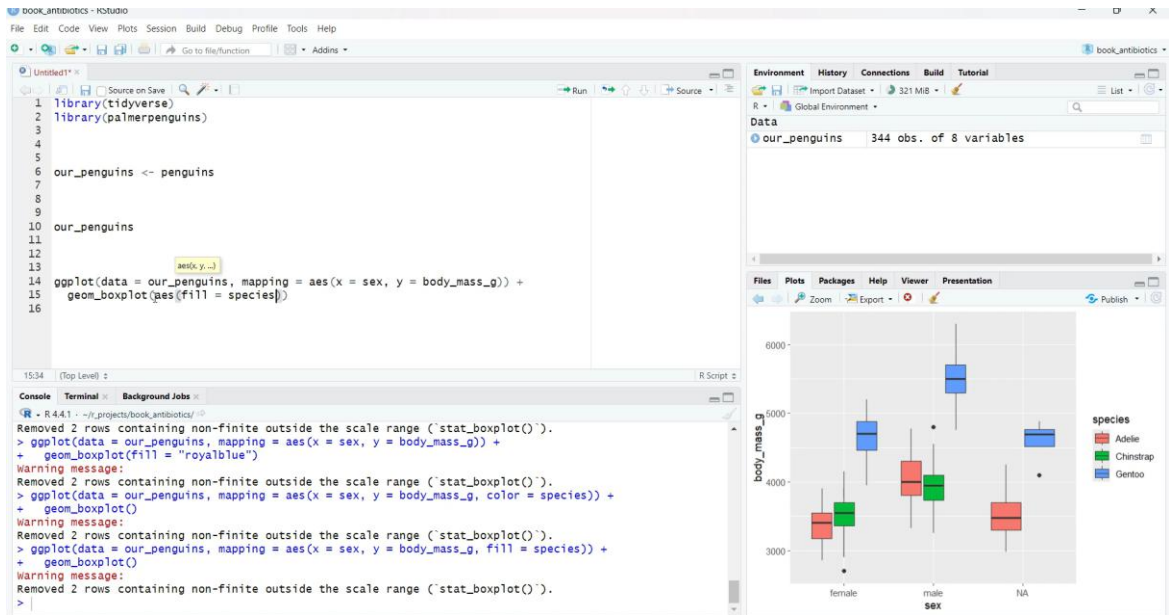 book_antibiotics - RStudio
File Edit Code View Plots Session Build Debug Profile Tools Help
Go to file/function Addins
book_antibiotics
Untitled1*
Source on Save Run Source
1 library(tidyverse)
2 library(palmerpenguins)
3
4
5
6 our_penguins <- penguins
7
8
9
10 our_penguins
11
12
13
aes(x, y, ...)
14 ggplot(data = our_penguins, mapping = aes(x = sex, y = body_mass_g)) +
15 geom_boxplot(aes(fill = species))
16
15:34 (Top Level) R Script
Console Terminal Background Jobs
R 4.4.1 · ~/r_projects/book_antibiotics/
Removed 2 rows containing non-finite outside the scale range (`stat_boxplot()`).
> ggplot(data = our_penguins, mapping = aes(x = sex, y = body_mass_g)) +
+ geom_boxplot(fill = "royalblue")
Warning message:
Removed 2 rows containing non-finite outside the scale range (`stat_boxplot()`).
> ggplot(data = our_penguins, mapping = aes(x = sex, y = body_mass_g, color = species)) +
+ geom_boxplot()
Warning message:
Removed 2 rows containing non-finite outside the scale range (`stat_boxplot()`).
> ggplot(data = our_penguins, mapping = aes(x = sex, y = body_mass_g, fill = species)) +
+ geom_boxplot()
Warning message:
Removed 2 rows containing non-finite outside the scale range (`stat_boxplot()`).
>
Environment History Connections Build Tutorial
Import Dataset 321 MiB List
R Global Environment
Data
our_penguins 344 obs. of 8 variables
Files Plots Packages Help Viewer Presentation
Zoom Export Publish
6000
5000
4000
3000
body_mass_g
female male NA
sex
species
Adelie
Chinstrap
Gentoo